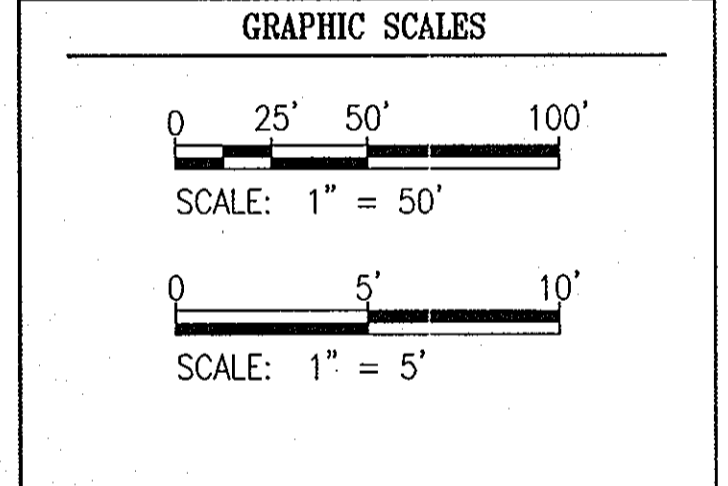 GRAPHIC SCALES
0 25' 50' 100'
SCALE: 1" = 50'
0 5' 10'
SCALE: 1" = 5'